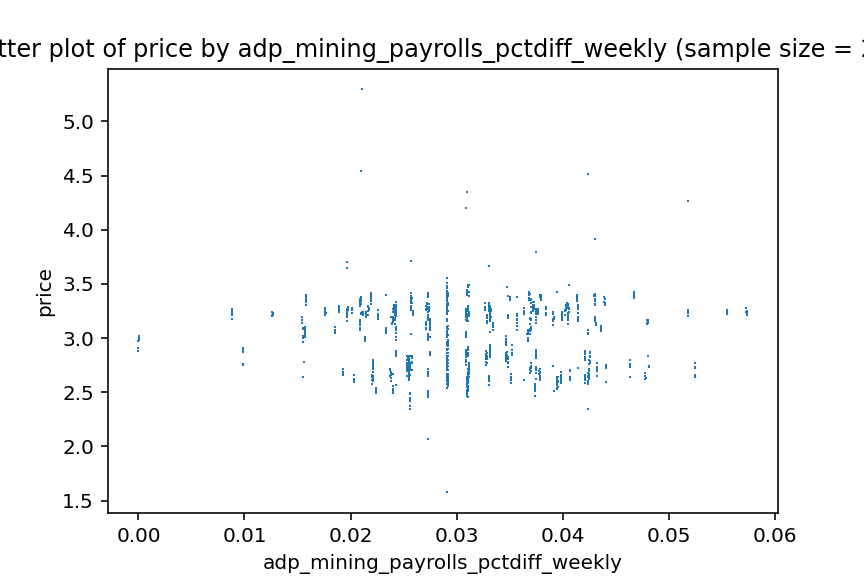 tter plot of price by adp_mining_payrolls_pctdiff_weekly (sample size =
5.0
4.5
4.0
3.5
3.0
2.5
2.0
1.5
price
0.00 0.01 0.02 0.03 0.04 0.05 0.06
adp_mining_payrolls_pctdiff_weekly